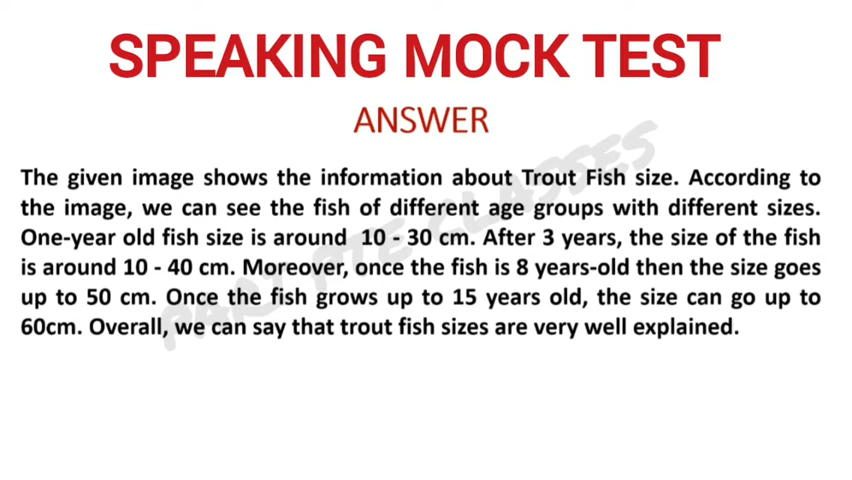 SPEAKING MOCK TEST
ANSWER
The given image shows the information about Trout Fish size. According to
the image, we can see the fish of different age groups with different sizes.
One-year old fish size is around 10 - 30 cm. After 3 years, the size of the fish
is around 10 - 40 cm. Moreover, once the fish is 8 years-old then the size goes
up to 50 cm. Once the fish grows up to 15 years old, the size can go up to
60cm. Overall, we can say that trout fish sizes are very well explained.